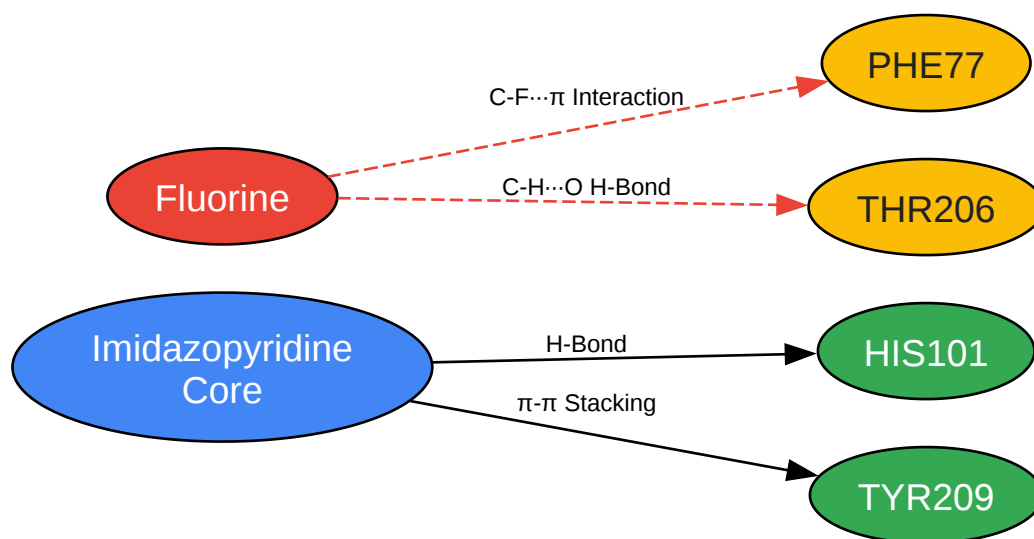 PHE77
C-F···π Interaction
Fluorine
C-H···O H-Bond
THR206
Imidazopyridine
Core
H-Bond
HIS101
π-π Stacking
TYR209